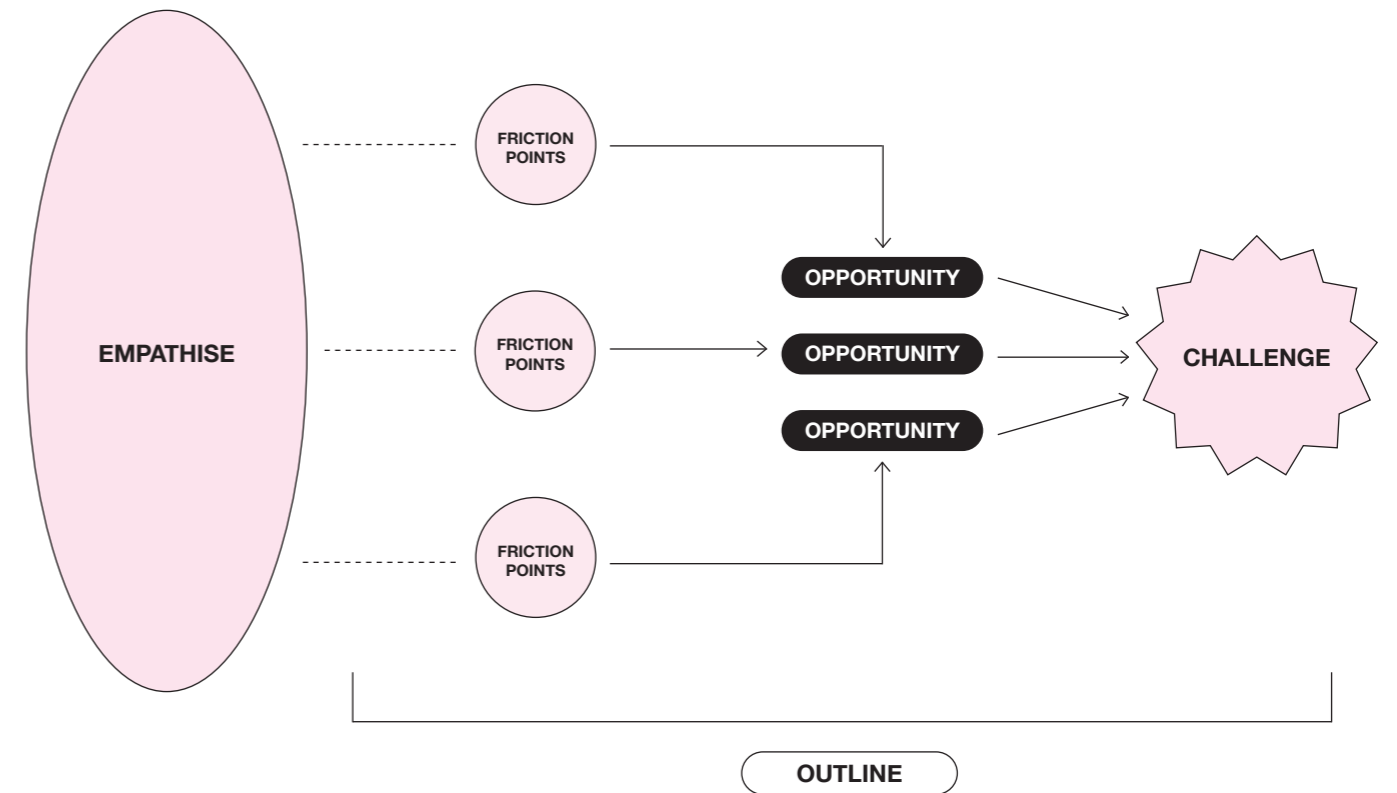 FRICTION
POINTS
OPPORTUNITY
EMPATHISE
FRICTION
POINTS
OPPORTUNITY
CHALLENGE
OPPORTUNITY
FRICTION
POINTS
OUTLINE